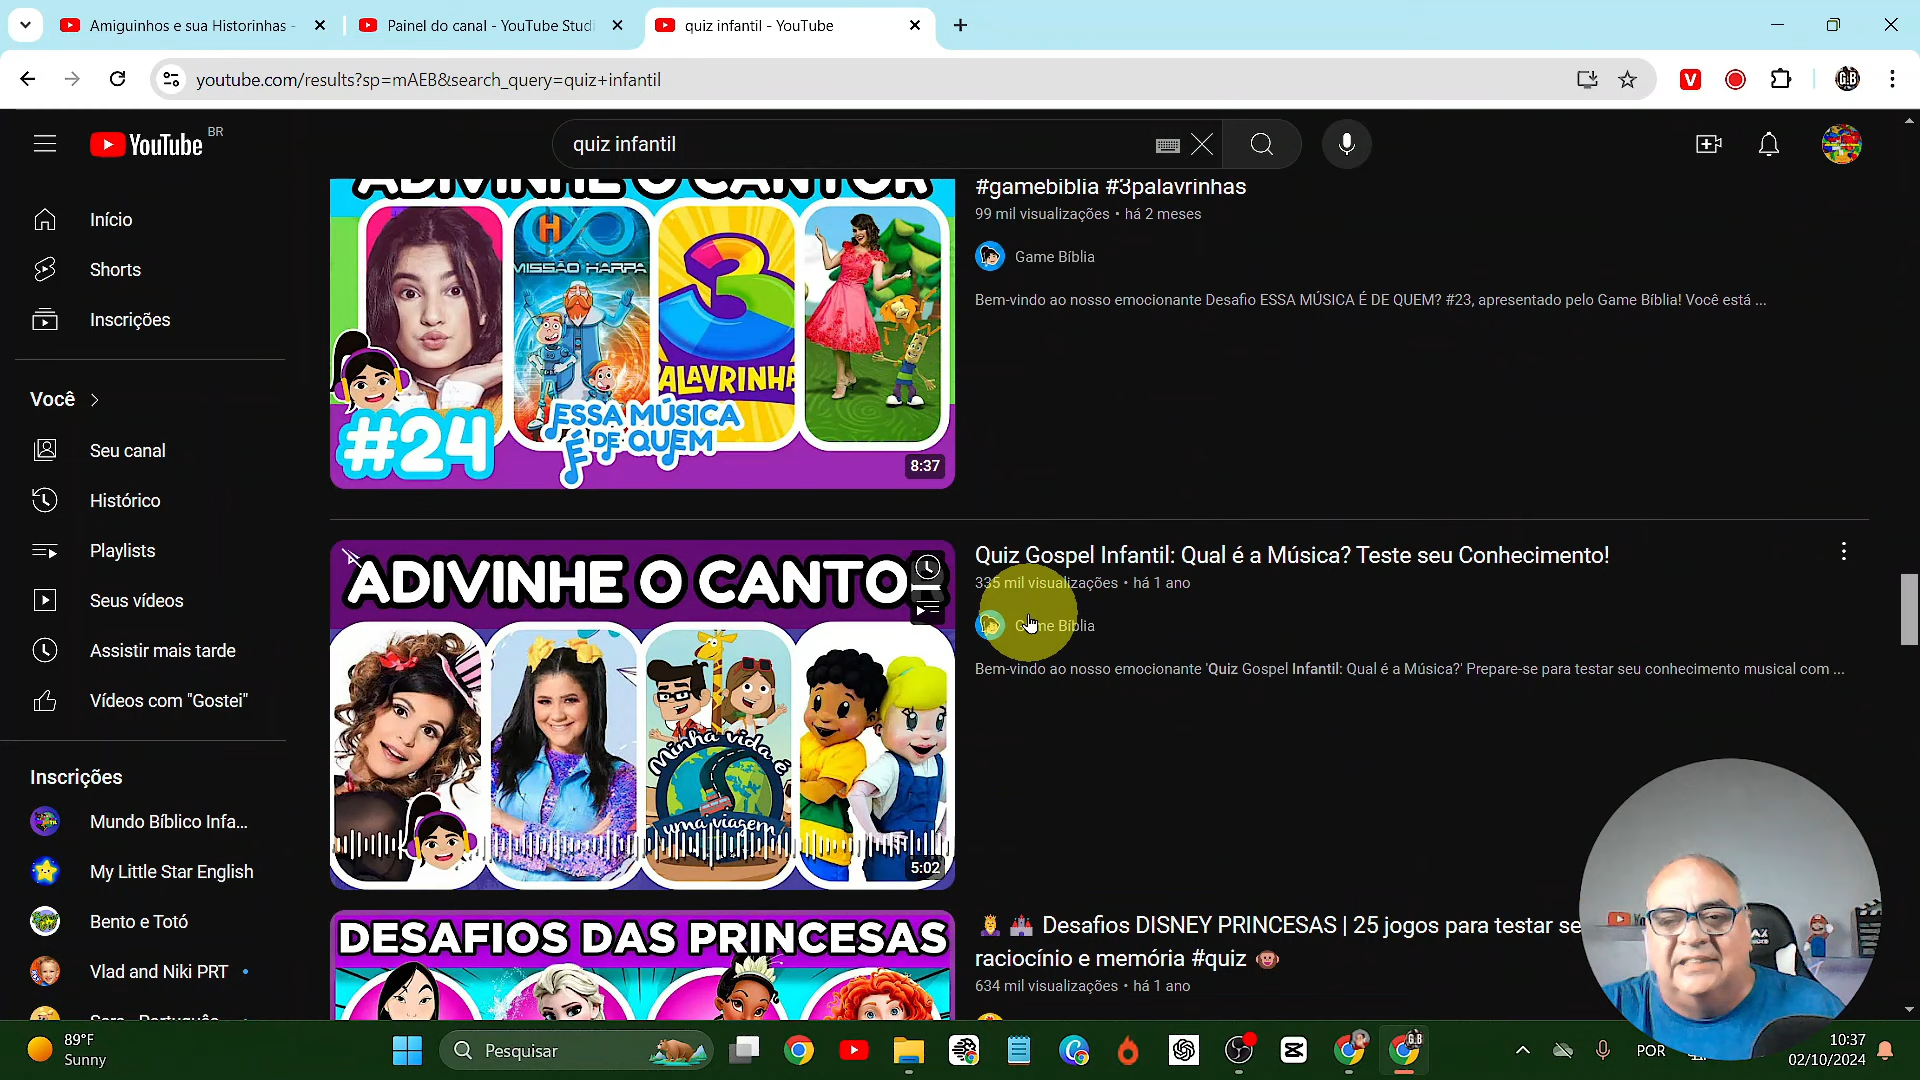 Amiguinhos e sua Historinhas -
Painel do canal - YouTube Studi
quiz infantil - YouTube
youtube.com/results?sp=mAEB&search_query=quiz+infantil
V
G.B
YouTube BR
quiz infantil
Início
Shorts
Inscrições
Você
Seu canal
Histórico
Playlists
Seus vídeos
Assistir mais tarde
Vídeos com "Gostei"
Inscrições
Mundo Bíblico Infa...
My Little Star English
Bento e Totó
Vlad and Niki PRT
ADIVINHE O CANTOR
MISSÃO HARPA
3
PALAVRINHA
#24
ESSA MÚSICA
É DE QUEM
8:37
#gamebiblia #3palavrinhas
99 mil visualizações • há 2 meses
Game Bíblia
Bem-vindo ao nosso emocionante Desafio ESSA MÚSICA É DE QUEM? #23, apresentado pelo Game Bíblia! Você está ...
ADIVINHE O CANTO
Minha vida é
uma viagem
5:02
Quiz Gospel Infantil: Qual é a Música? Teste seu Conhecimento!
335 mil visualizações • há 1 ano
Game Bíblia
Bem-vindo ao nosso emocionante 'Quiz Gospel Infantil: Qual é a Música?' Prepare-se para testar seu conhecimento musical com ...
DESAFIOS DAS PRINCESAS
Desafios DISNEY PRINCESAS | 25 jogos para testar se
raciocínio e memória #quiz
634 mil visualizações • há 1 ano
89°F
Sunny
Pesquisar
G.B
POR
10:37
02/10/2024